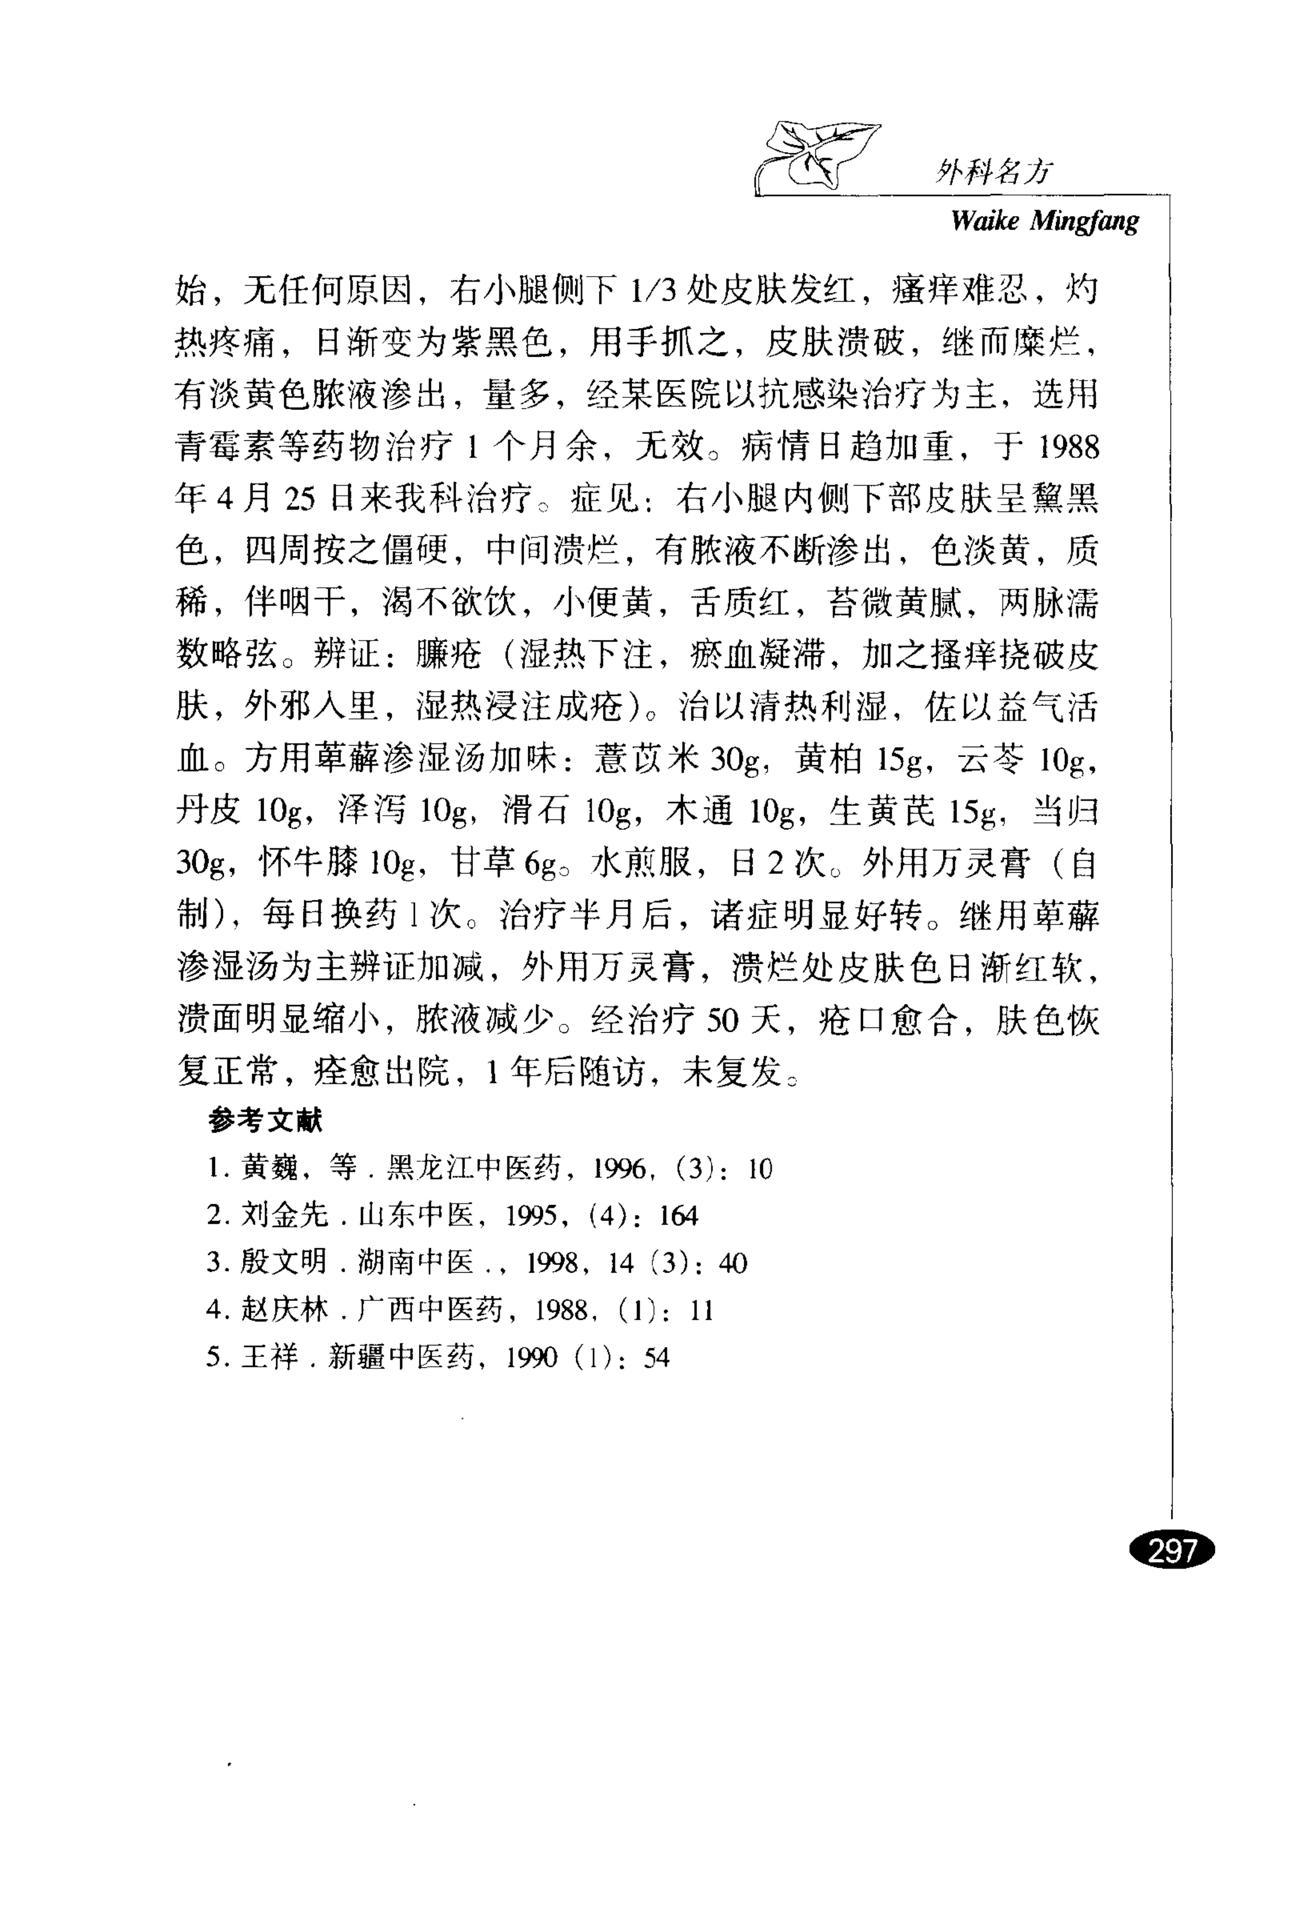 外科名方
Waike Mingfang
始，无任何原因，右小腿侧下 1/3 处皮肤发红，瘙痒难忍，灼
热疼痛，日渐变为紫黑色，用手抓之，皮肤溃破，继而糜烂，
有淡黄色脓液渗出，量多，经某医院以抗感染治疗为主，选用
青霉素等药物治疗 1 个月余，无效。病情日趋加重，于 1988
年 4 月 25 日来我科治疗。症见：右小腿内侧下部皮肤呈黧黑
色，四周按之僵硬，中间溃烂，有脓液不断渗出，色淡黄，质
稀，伴咽干，渴不欲饮，小便黄，舌质红，苔微黄腻，两脉濡
数略弦。辨证：臁疮（湿热下注，瘀血凝滞，加之搔痒挠破皮
肤，外邪人里，湿热浸注成疮）。治以清热利湿，佐以益气活
血。方用萆薢渗湿汤加味：薏苡米 30g，黄柏 15g，云苓 10g，
丹皮 10g，泽泻 10g，滑石 10g，木通 10g，生黄芪 15g，当归
30g，怀牛膝 10g，甘草 6g。水煎服，日 2 次。外用万灵膏（自
制），每日换药 1 次。治疗半月后，诸症明显好转。继用萆薢
渗湿汤为主辨证加减，外用万灵膏，溃烂处皮肤色日渐红软，
溃面明显缩小，脓液减少。经治疗 50 天，疮口愈合，肤色恢
复正常，痊愈出院，1 年后随访，未复发。
参考文献
1. 黄巍，等．黑龙江中医药，1996，（3）：10
2. 刘金先．山东中医，1995，（4）：164
3. 殷文明．湖南中医．，1998，14（3）：40
4. 赵庆林．广西中医药，1988，（1）：11
5. 王祥．新疆中医药，1990（1）：54
297